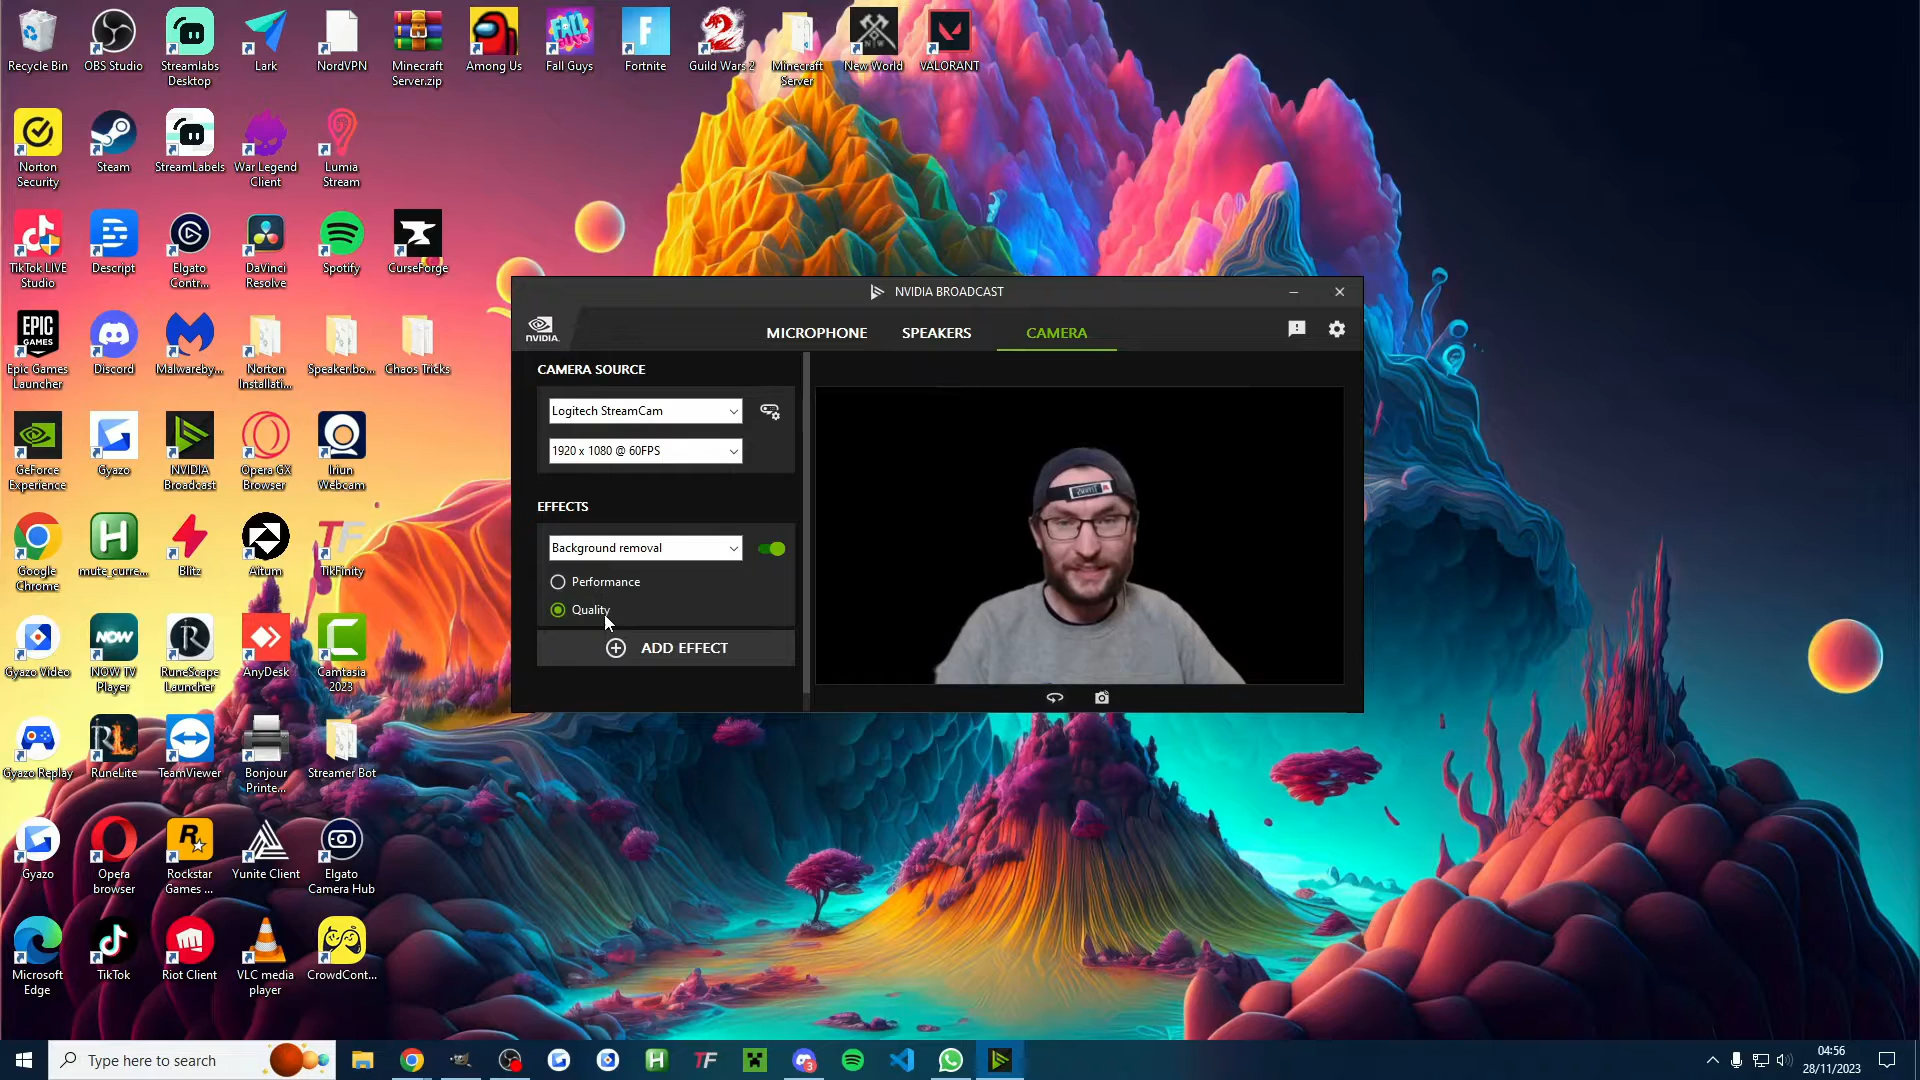 Recycle Bin
OBS Studio
Streamlabs
Desktop
Lark
NordVPN
Minecraft
Server.zip
Among Us
Fall Guys
Fortnite
Guild Wars 2
Minecraft
Server
New World
VALORANT
Norton
Security
Steam
StreamLabels
War Legend
Client
Lumia
Stream
TikTok LIVE
Studio
Descript
Elgato
Contr...
DaVinci
Resolve
Spotify
CurseForge
Epic Games
Launcher
Discord
Malwareby...
Norton
Installati...
Speaker.bo...
Chaos Tricks
GeForce
Experience
Gyazo
NVIDIA
Broadcast
Opera GX
Browser
Iriun
Webcam
Google
Chrome
mute_curre...
Blitz
Aitum
TikFinity
Gyazo Video
NOW TV
Player
RuneScape
Launcher
AnyDesk
Camtasia
2023
Gyazo Replay
RuneLite
TeamViewer
Bonjour
Printe...
Streamer Bot
Gyazo
Opera
browser
Rockstar
Games ...
Yunite Client
Elgato
Camera Hub
Microsoft
Edge
TikTok
Riot Client
VLC media
player
CrowdCont...
NVIDIA BROADCAST
NVIDIA.
MICROPHONE
SPEAKERS
CAMERA
CAMERA SOURCE
Logitech StreamCam
1920 x 1080 @ 60FPS
EFFECTS
Background removal
Performance
Quality
ADD EFFECT
Type here to search
04:56
28/11/2023